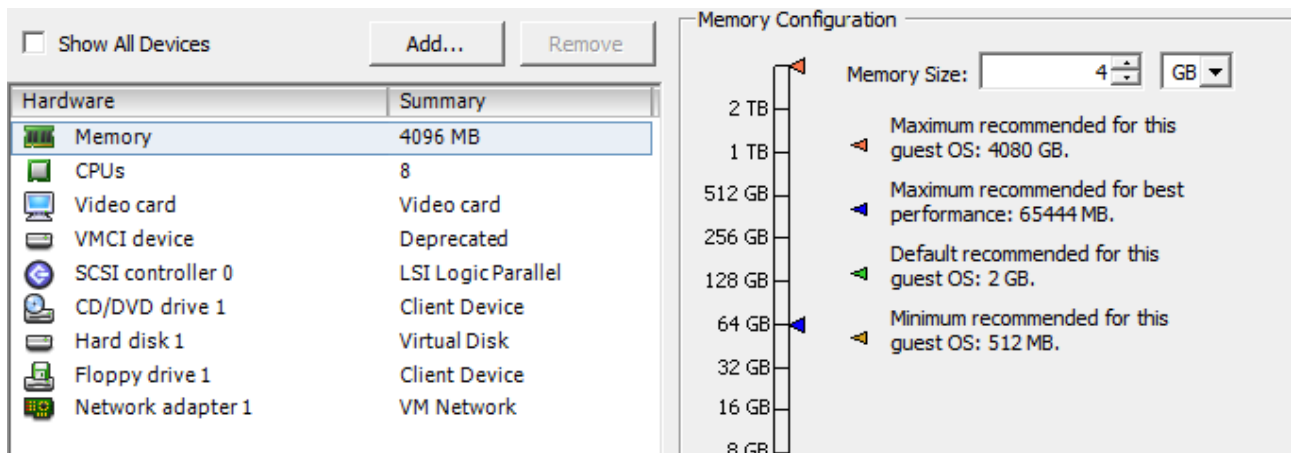 Show All Devices Add... Remove
Hardware Summary
Memory 4096 MB
CPUs 8
Video card Video card
VMCI device Deprecated
SCSI controller 0 LSI Logic Parallel
CD/DVD drive 1 Client Device
Hard disk 1 Virtual Disk
Floppy drive 1 Client Device
Network adapter 1 VM Network
Memory Configuration
Memory Size: 4 GB
2 TB
1 TB
512 GB
256 GB
128 GB
64 GB
32 GB
16 GB
8 GB
Maximum recommended for this
guest OS: 4080 GB.
Maximum recommended for best
performance: 65444 MB.
Default recommended for this
guest OS: 2 GB.
Minimum recommended for this
guest OS: 512 MB.